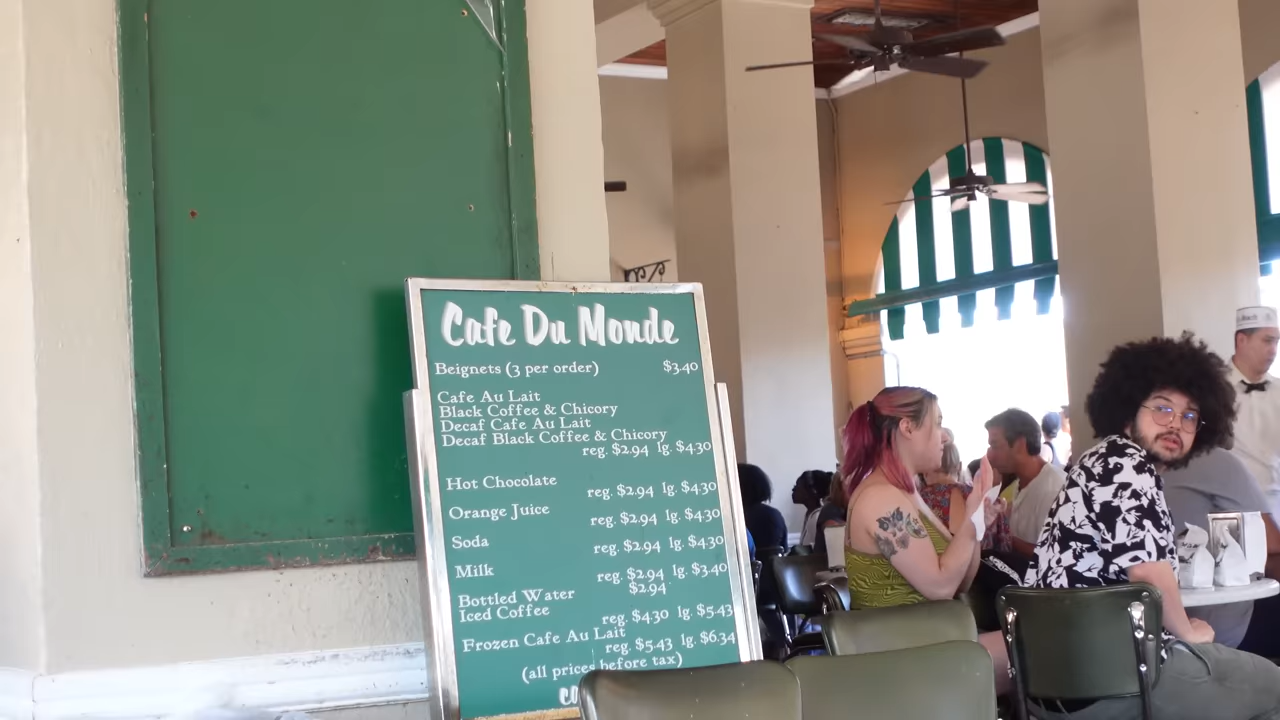 Cafe Du Monde
Beignets (3 per order) $3.40
Cafe Au Lait
Black Coffee & Chicory
Decaf Cafe Au Lait
Decaf Black Coffee & Chicory
reg. $2.94 lg. $4.30
Hot Chocolate
reg. $2.94 lg. $4.30
Orange Juice
reg. $2.94 lg. $4.30
Soda
reg. $2.94 lg. $4.30
Milk
reg. $2.94 lg. $3.40
Bottled Water $2.94
Iced Coffee
reg. $4.30 lg. $5.43
Frozen Cafe Au Lait
reg. $5.43 lg. $6.34
(all prices before tax)